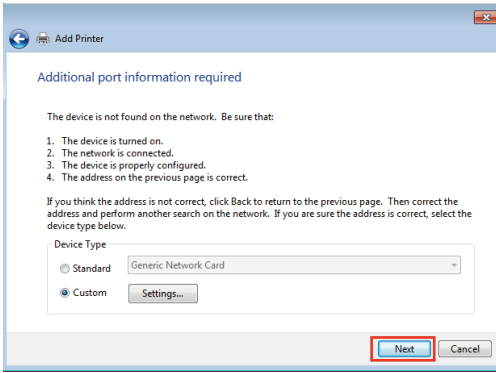 Add Printer
Additional port information required
The device is not found on the network. Be sure that:
1. The device is turned on.
2. The network is connected.
3. The device is properly configured.
4. The address on the previous page is correct.
If you think the address is not correct, click Back to return to the previous page. Then correct the
address and perform another search on the network. If you are sure the address is correct, select the
device type below.
Device Type
Standard
Generic Network Card
Custom
Settings...
Next
Cancel